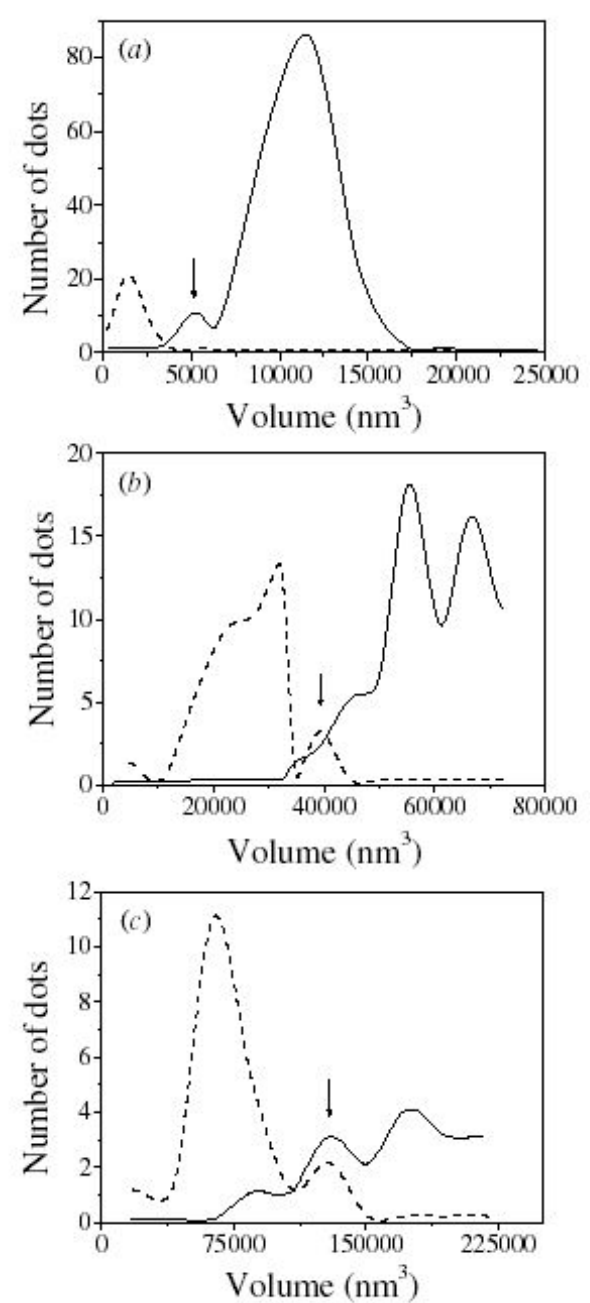 (a)
80
60
40
20
0
Number of dots
0 5000 10000 15000 20000 25000
Volume (nm³)
(b)
20
15
10
5
0
Number of dots
0 20000 40000 60000 80000
Volume (nm³)
(c)
12
10
8
6
4
2
0
Number of dots
0 75000 150000 225000
Volume (nm³)